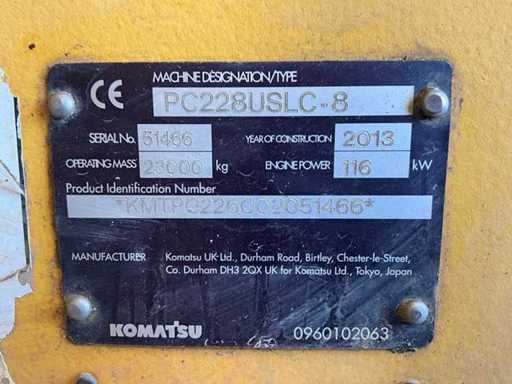 CE
MACHINE DESIGNATION/TYPE
PC228USLC-8
SERIAL No. 51466 YEAR OF CONSTRUCTION 2013
OPERATING MASS kg ENGINE POWER 116 kW
Product Identification Number
*KMTPC226C02051466*
MANUFACTURER Komatsu UK Ltd., Durham Road, Birtley, Chester-le-Street,
Co. Durham DH3 2QX UK for Komatsu Ltd., Tokyo, Japan
KOMATSU 0960102063